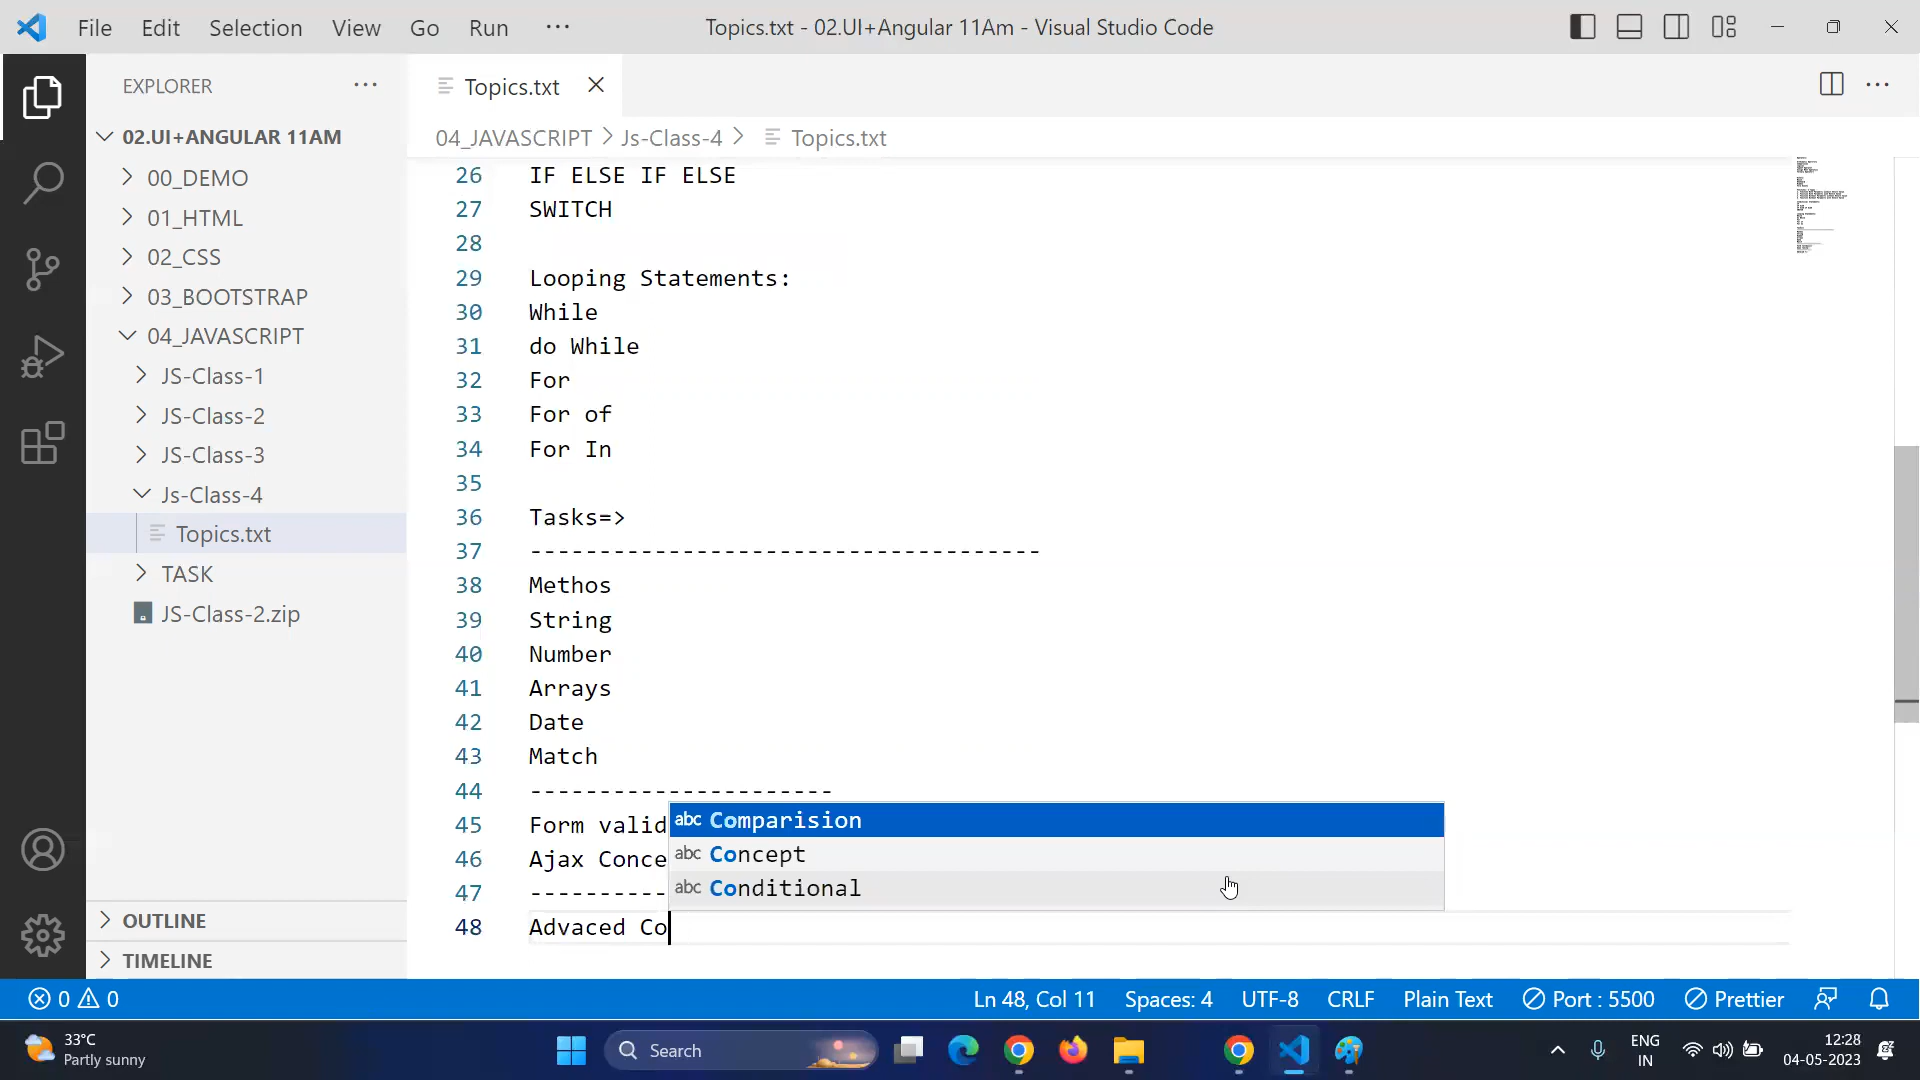 File Edit Selection View Go Run ··· Topics.txt - 02.UI+Angular 11Am - Visual Studio Code
EXPLORER ···
02.UI+ANGULAR 11AM
00_DEMO
01_HTML
02_CSS
03_BOOTSTRAP
04_JAVASCRIPT
JS-Class-1
JS-Class-2
JS-Class-3
Js-Class-4
Topics.txt
TASK
JS-Class-2.zip
OUTLINE
TIMELINE
Topics.txt
04_JAVASCRIPT > Js-Class-4 > Topics.txt
26 IF ELSE IF ELSE
27 SWITCH
28
29 Looping Statements:
30 While
31 do While
32 For
33 For of
34 For In
35
36 Tasks=>
37 -------------------------------------
38 Methos
39 String
40 Number
41 Arrays
42 Date
43 Match
44 ----------------------
45 Form valid
46 Ajax Conce
47 ----------
48 Advaced Co
abc Comparision
abc Concept
abc Conditional
0 0 Ln 48, Col 11 Spaces: 4 UTF-8 CRLF Plain Text Port : 5500 Prettier
33°C
Partly sunny
Search
ENG
IN
12:28
04-05-2023